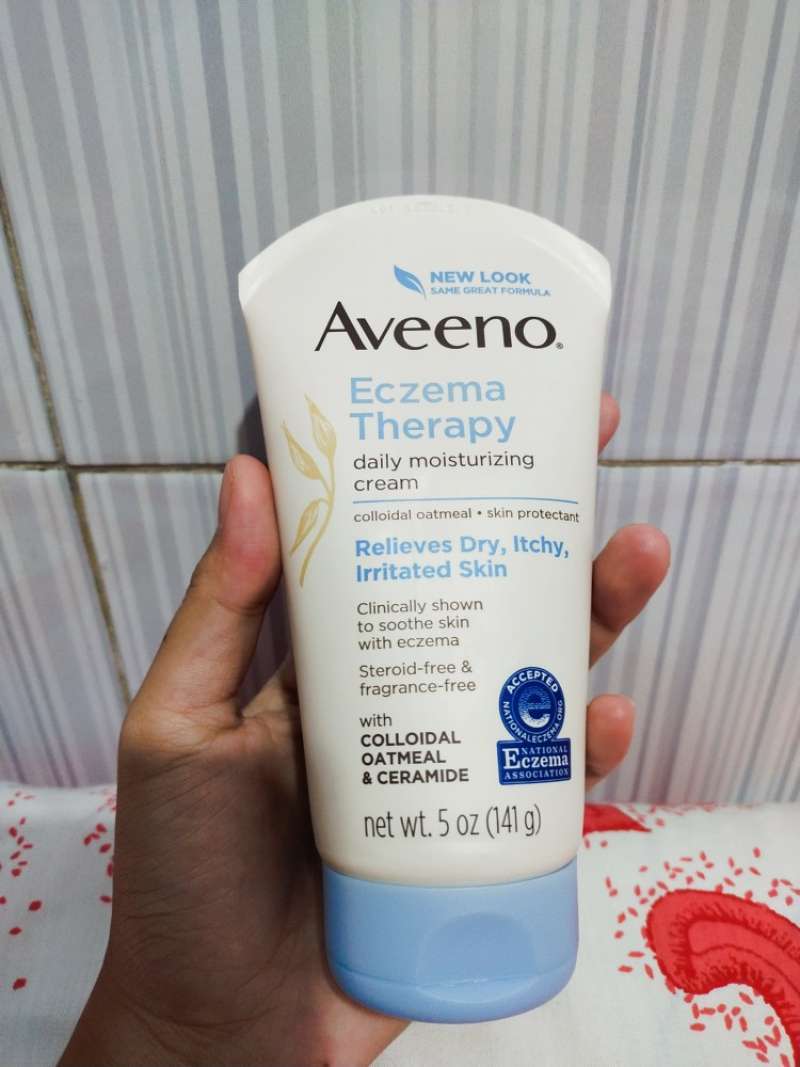 NEW LOOK
SAME GREAT FORMULA
Aveeno®
Eczema
Therapy
daily moisturizing
cream
colloidal oatmeal • skin protectant
Relieves Dry, Itchy,
Irritated Skin
Clinically shown
to soothe skin
with eczema
Steroid-free &
fragrance-free
with
COLLOIDAL
OATMEAL
& CERAMIDE
ACCEPTED
NATIONALECZEMA.ORG
NATIONAL
Eczema
ASSOCIATION
net wt. 5 oz (141 g)